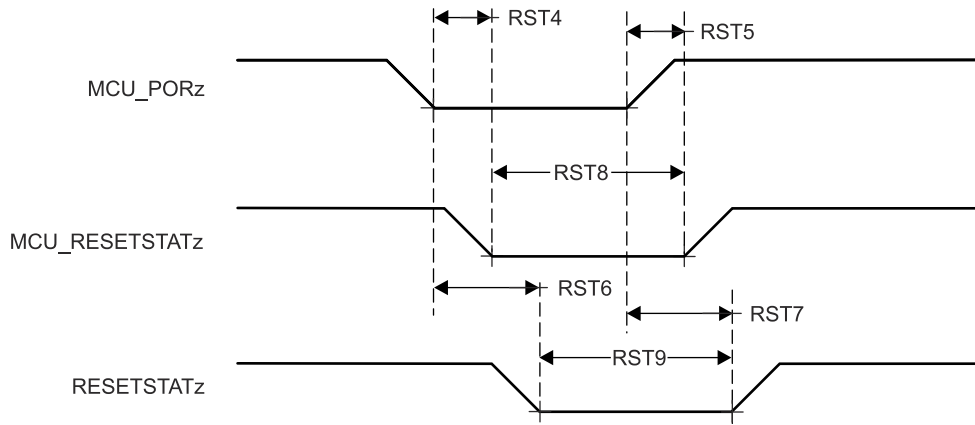 RST4
RST5
MCU_PORz
RST8
MCU_RESETSTATz
RST6
RST7
RST9
RESETSTATz